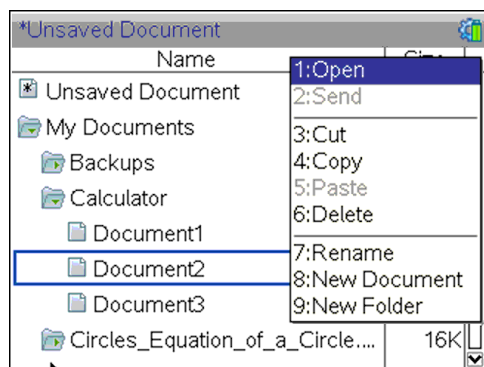 *Unsaved Document
Name
Unsaved Document
My Documents
Backups
Calculator
Document1
Document2
Document3
Circles_Equation_of_a_Circle.... 16K
1:Open
2:Send
3:Cut
4:Copy
5:Paste
6:Delete
7:Rename
8:New Document
9:New Folder